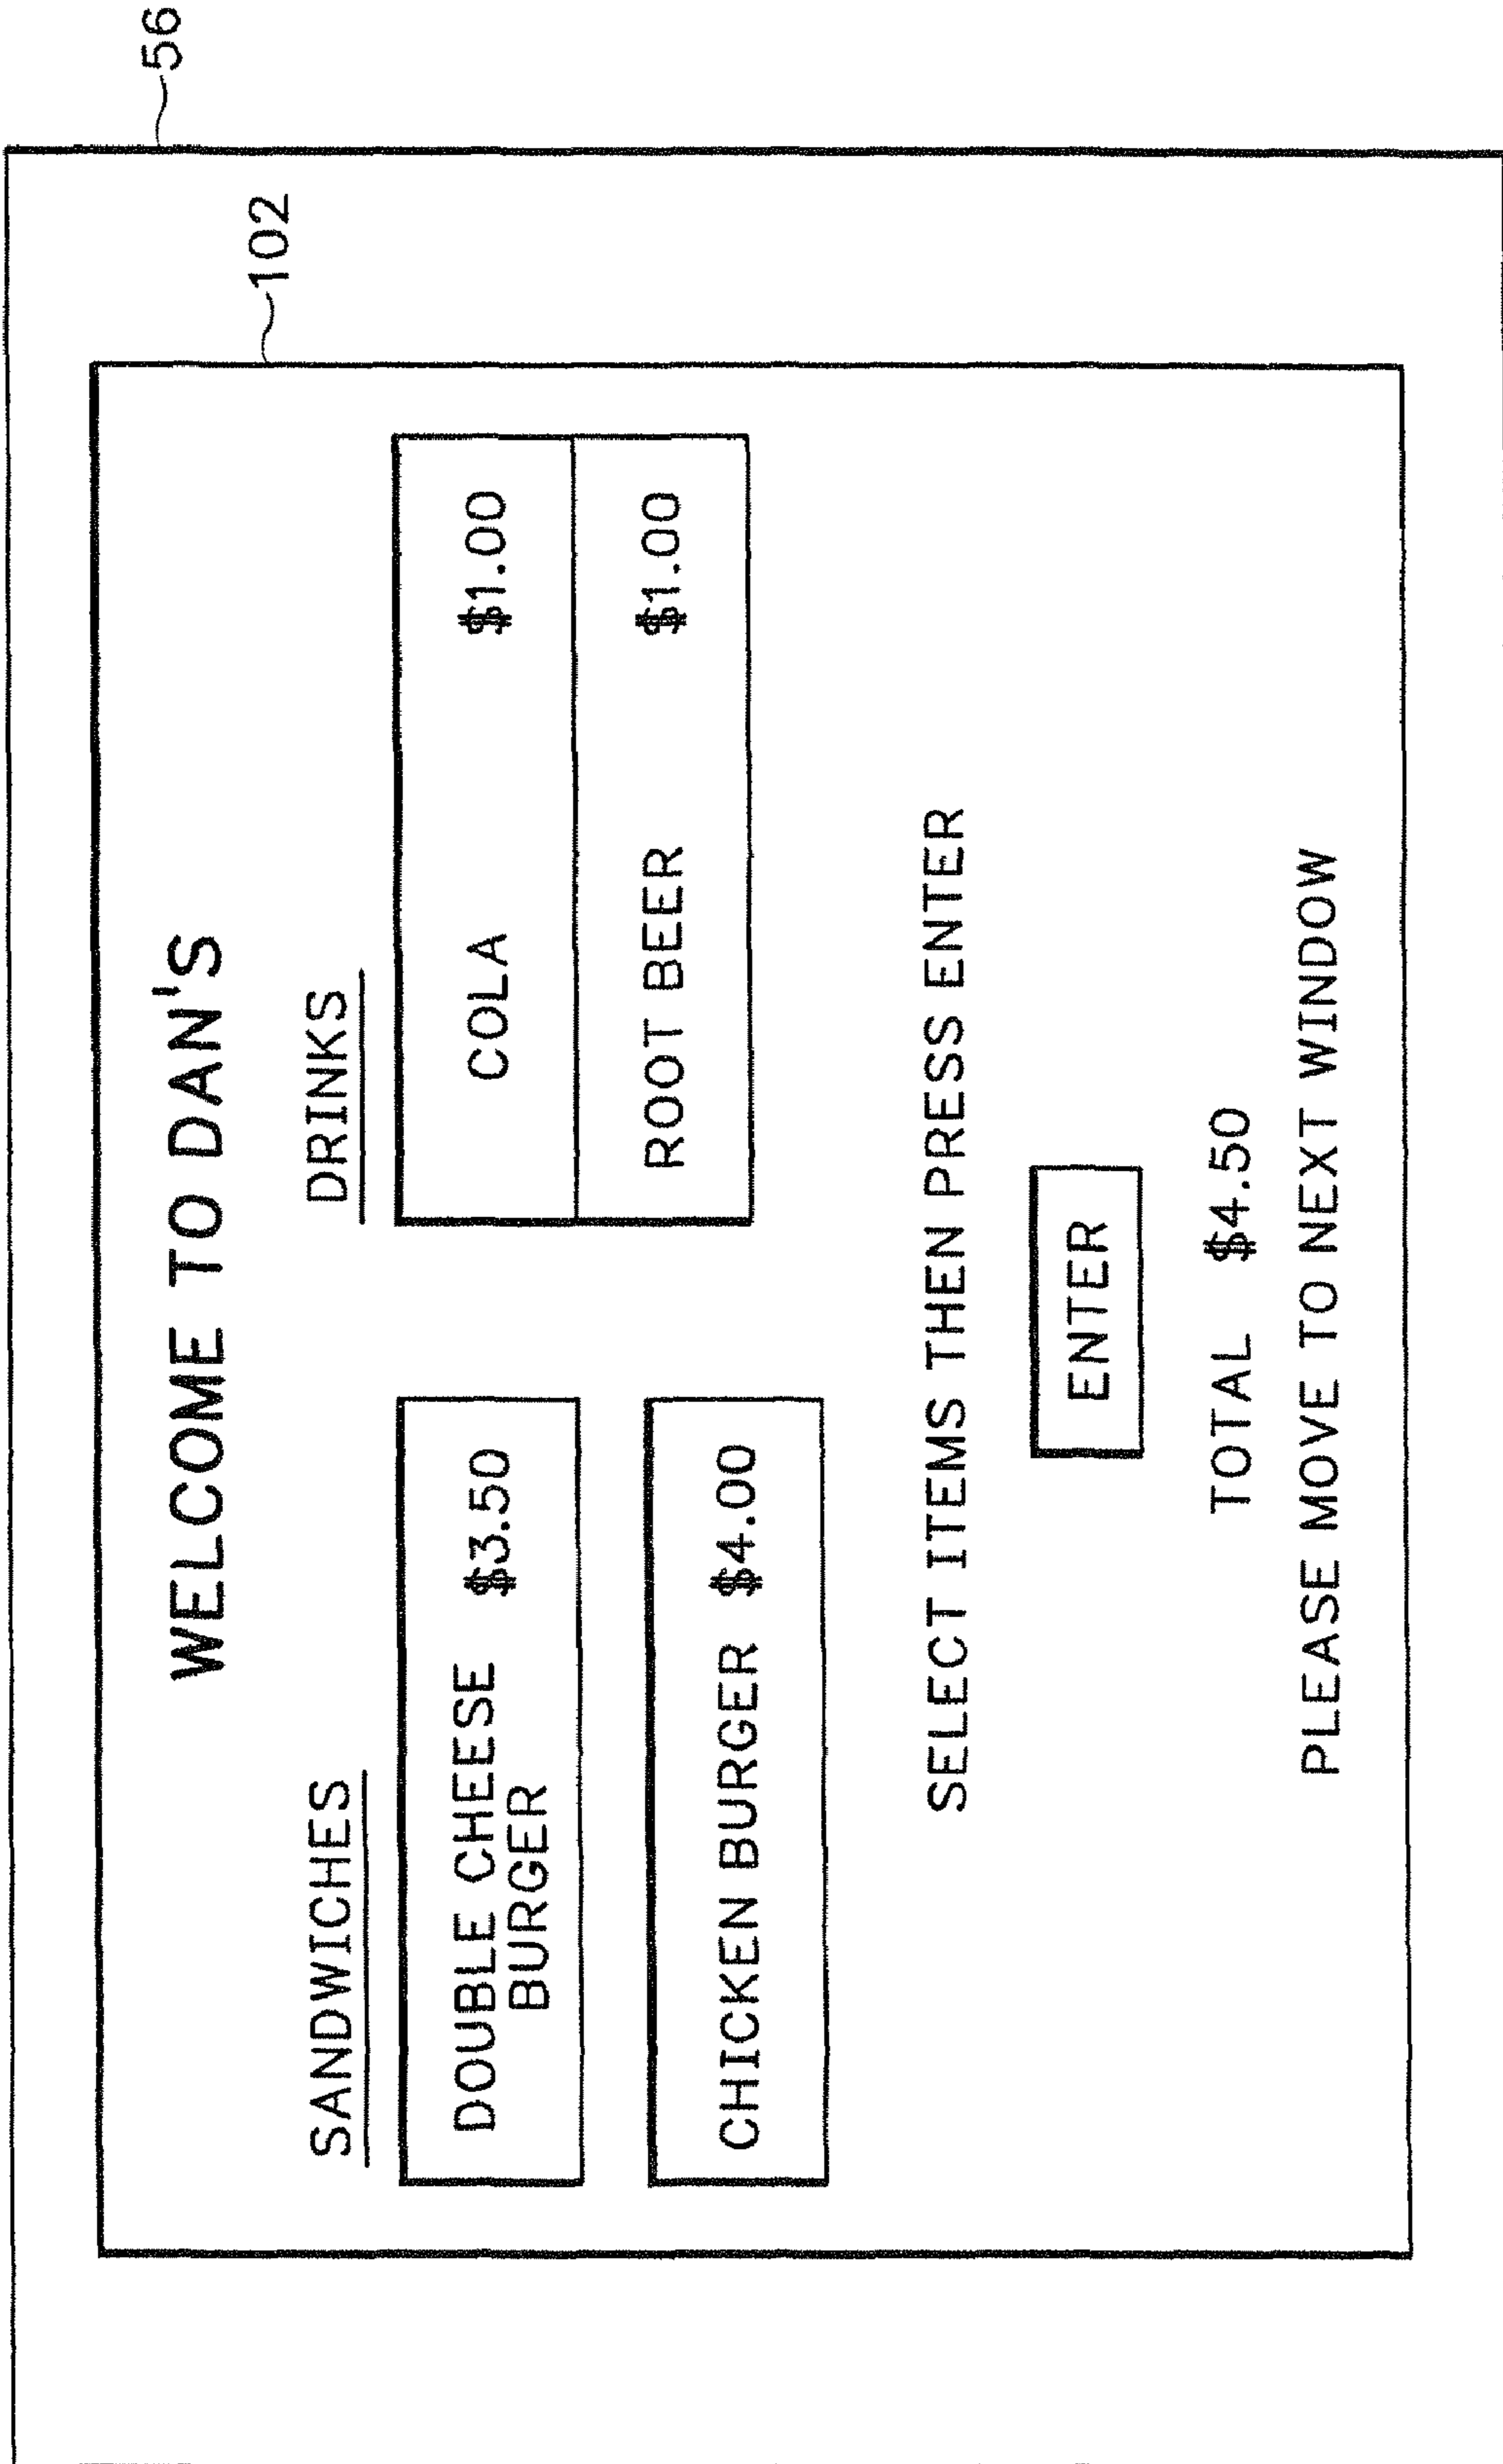 56
102
WELCOME TO DAN'S
SANDWICHES
DOUBLE CHEESE BURGER $3.50
CHICKEN BURGER $4.00
DRINKS
COLA $1.00
ROOT BEER $1.00
SELECT ITEMS THEN PRESS ENTER
ENTER
TOTAL $4.50
PLEASE MOVE TO NEXT WINDOW